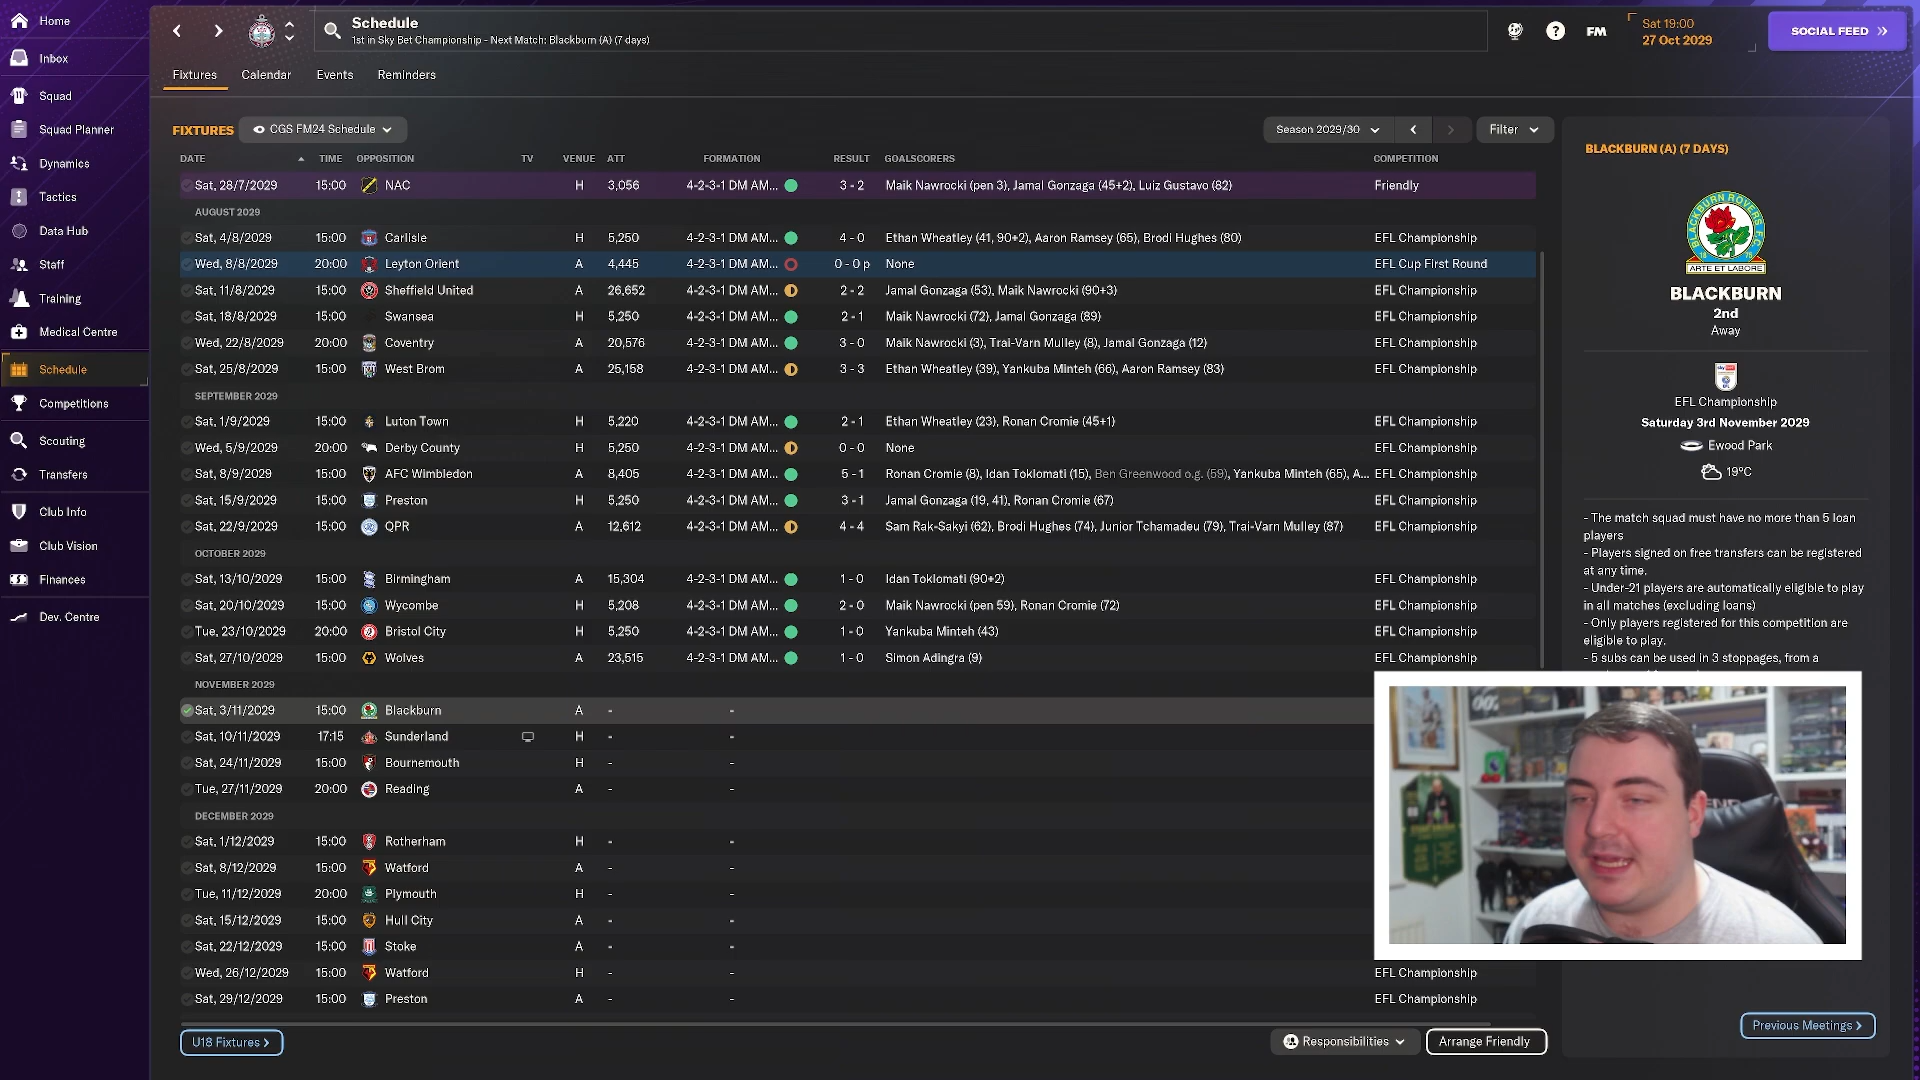 Home
Inbox
Squad
Squad Planner
Dynamics
Tactics
Data Hub
Staff
Training
Medical Centre
Schedule
Competitions
Scouting
Transfers
Club Info
Club Vision
Finances
Dev. Centre
Schedule
1st in Sky Bet Championship - Next Match: Blackburn (A) (7 days)
FM
Sat 19:00
27 Oct 2029
SOCIAL FEED
Fixtures Calendar Events Reminders
FIXTURES CGS FM24 Schedule Season 2029/30 Filter
DATE TIME OPPOSITION TV VENUE ATT FORMATION RESULT GOALSCORERS COMPETITION
Sat, 28/7/2029 15:00 NAC H 3,056 4-2-3-1 DM AM... 3 - 2 Maik Nawrocki (pen 3), Jamal Gonzaga (45+2), Luiz Gustavo (82) Friendly
AUGUST 2029
Sat, 4/8/2029 15:00 Carlisle H 5,250 4-2-3-1 DM AM... 4 - 0 Ethan Wheatley (41, 90+2), Aaron Ramsey (65), Brodi Hughes (80) EFL Championship
Wed, 8/8/2029 20:00 Leyton Orient A 4,445 4-2-3-1 DM AM... 0 - 0 p None EFL Cup First Round
Sat, 11/8/2029 15:00 Sheffield United A 26,652 4-2-3-1 DM AM... 2 - 2 Jamal Gonzaga (53), Maik Nawrocki (90+3) EFL Championship
Sat, 18/8/2029 15:00 Swansea H 5,250 4-2-3-1 DM AM... 2 - 1 Maik Nawrocki (72), Jamal Gonzaga (89) EFL Championship
Wed, 22/8/2029 20:00 Coventry A 20,576 4-2-3-1 DM AM... 3 - 0 Maik Nawrocki (3), Trai-Varn Mulley (8), Jamal Gonzaga (12) EFL Championship
Sat, 25/8/2029 15:00 West Brom A 25,158 4-2-3-1 DM AM... 3 - 3 Ethan Wheatley (39), Yankuba Minteh (66), Aaron Ramsey (83) EFL Championship
SEPTEMBER 2029
Sat, 1/9/2029 15:00 Luton Town H 5,220 4-2-3-1 DM AM... 2 - 1 Ethan Wheatley (23), Ronan Cromie (45+1) EFL Championship
Wed, 5/9/2029 20:00 Derby County H 5,250 4-2-3-1 DM AM... 0 - 0 None EFL Championship
Sat, 8/9/2029 15:00 AFC Wimbledon A 8,405 4-2-3-1 DM AM... 5 - 1 Ronan Cromie (8), Idan Toklomati (15), Ben Greenwood o.g. (59), Yankuba Minteh (65), A... EFL Championship
Sat, 15/9/2029 15:00 Preston H 5,250 4-2-3-1 DM AM... 3 - 1 Jamal Gonzaga (19, 41), Ronan Cromie (67) EFL Championship
Sat, 22/9/2029 15:00 QPR A 12,612 4-2-3-1 DM AM... 4 - 4 Sam Rak-Sakyi (62), Brodi Hughes (74), Junior Tchamadeu (79), Trai-Varn Mulley (87) EFL Championship
OCTOBER 2029
Sat, 13/10/2029 15:00 Birmingham A 15,304 4-2-3-1 DM AM... 1 - 0 Idan Toklomati (90+2) EFL Championship
Sat, 20/10/2029 15:00 Wycombe H 5,208 4-2-3-1 DM AM... 2 - 0 Maik Nawrocki (pen 59), Ronan Cromie (72) EFL Championship
Tue, 23/10/2029 20:00 Bristol City H 5,250 4-2-3-1 DM AM... 1 - 0 Yankuba Minteh (43) EFL Championship
Sat, 27/10/2029 15:00 Wolves A 23,515 4-2-3-1 DM AM... 1 - 0 Simon Adingra (9) EFL Championship
NOVEMBER 2029
Sat, 3/11/2029 15:00 Blackburn A - -
Sat, 10/11/2029 17:15 Sunderland H - -
Sat, 24/11/2029 15:00 Bournemouth H - -
Tue, 27/11/2029 20:00 Reading A - -
DECEMBER 2029
Sat, 1/12/2029 15:00 Rotherham H - -
Sat, 8/12/2029 15:00 Watford A - -
Tue, 11/12/2029 20:00 Plymouth H - -
Sat, 15/12/2029 15:00 Hull City A - -
Sat, 22/12/2029 15:00 Stoke A - -
Wed, 26/12/2029 15:00 Watford H - - EFL Championship
Sat, 29/12/2029 15:00 Preston A - - EFL Championship
U18 Fixtures
Responsibilities
Arrange Friendly
BLACKBURN (A) (7 DAYS)
BLACKBURN ROVERS F.C.
ARTE ET LABORE
BLACKBURN
2nd
Away
EFL Championship
Saturday 3rd November 2029
Ewood Park
19°C
- The match squad must have no more than 5 loan
players
- Players signed on free transfers can be registered
at any time.
- Under-21 players are automatically eligible to play
in all matches (excluding loans)
- Only players registered for this competition are
eligible to play.
- 5 subs can be used in 3 stoppages, from a
Previous Meetings